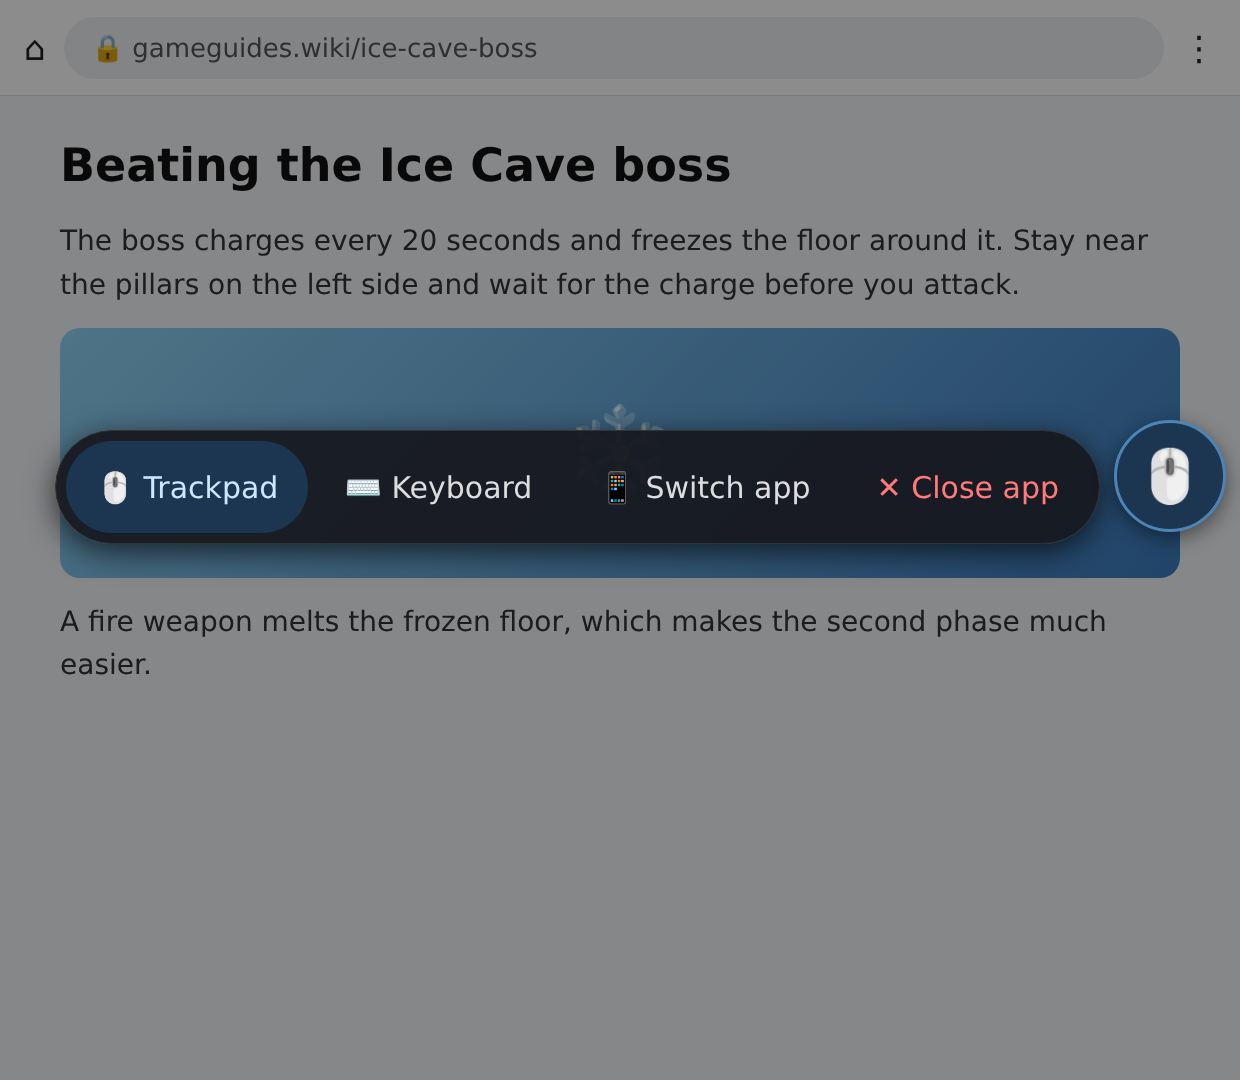 gameguides.wiki/ice-cave-boss
Beating the Ice Cave boss
The boss charges every 20 seconds and freezes the floor around it. Stay near
the pillars on the left side and wait for the charge before you attack.
Trackpad
Keyboard
Switch app
✕ Close app
A fire weapon melts the frozen floor, which makes the second phase much
easier.